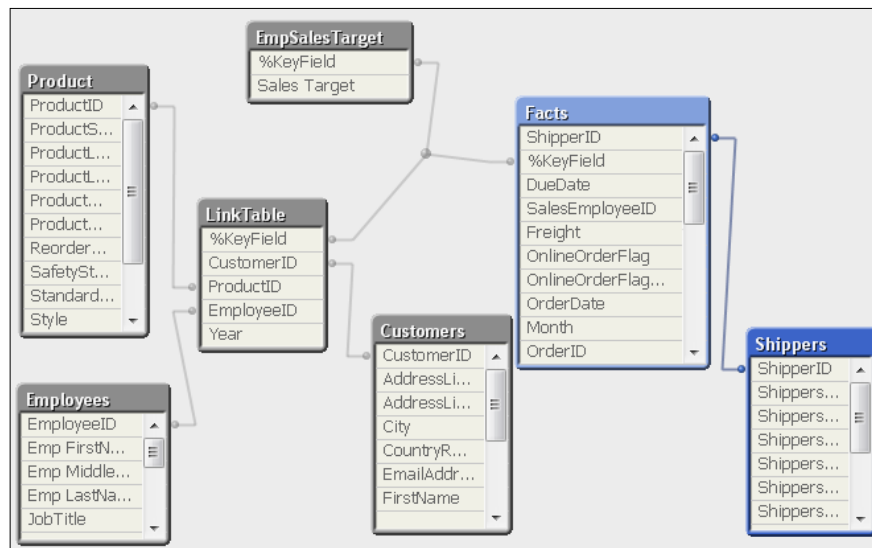 EmpSalesTarget
%KeyField
Sales Target
Product
ProductID
ProductS...
ProductL...
ProductL...
Product...
Product...
Reorder...
SafetySt...
Standard...
Style
Facts
ShipperID
%KeyField
DueDate
SalesEmployeeID
Freight
OnlineOrderFlag
OnlineOrderFlag...
OrderDate
Month
OrderID
LinkTable
%KeyField
CustomerID
ProductID
EmployeeID
Year
Customers
CustomerID
AddressLi...
AddressLi...
City
CountryR...
EmailAddr...
FirstName
Shippers
ShipperID
Shippers...
Shippers...
Shippers...
Shippers...
Shippers...
Shippers...
Employees
EmployeeID
Emp FirstN...
Emp Middle...
Emp LastNa...
JobTitle